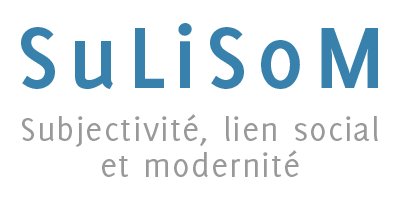 SuLiSoM
Subjectivité, lien social
et modernité